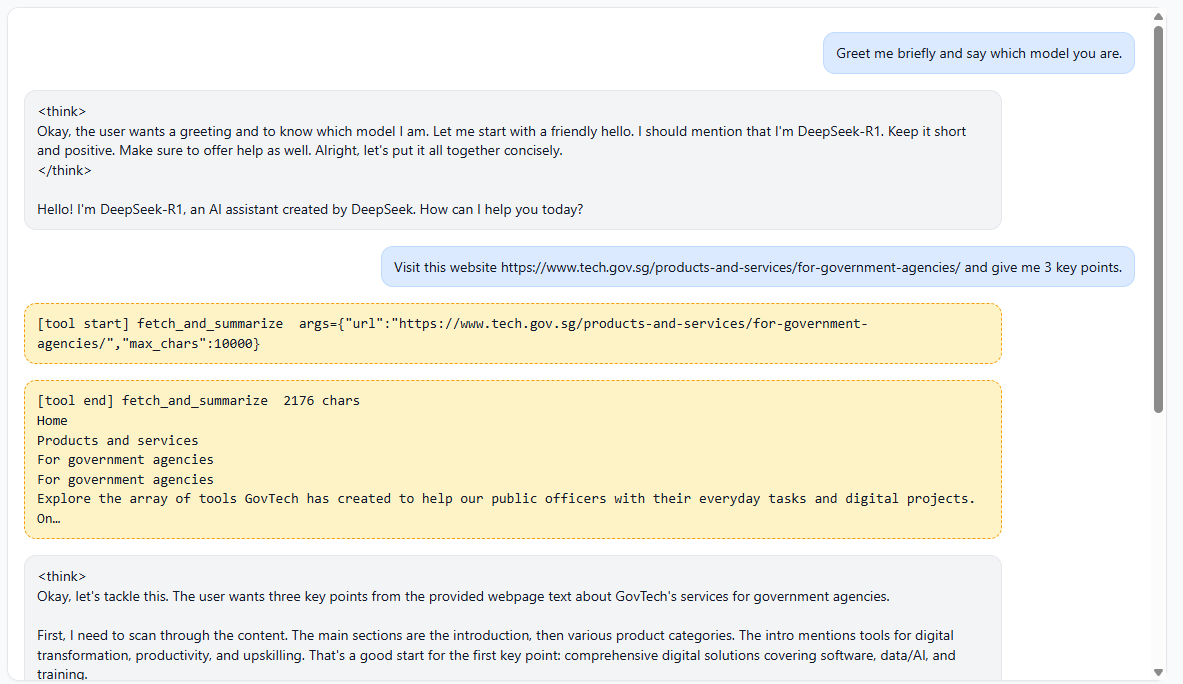 Greet me briefly and say which model you are.
<think>
Okay, the user wants a greeting and to know which model I am. Let me start with a friendly hello. I should mention that I'm DeepSeek-R1. Keep it short
and positive. Make sure to offer help as well. Alright, let's put it all together concisely.
</think>
Hello! I'm DeepSeek-R1, an AI assistant created by DeepSeek. How can I help you today?
Visit this website https://www.tech.gov.sg/products-and-services/for-government-agencies/ and give me 3 key points.
[tool start] fetch_and_summarize  args={"url":"https://www.tech.gov.sg/products-and-services/for-government-
agencies/","max_chars":10000}
[tool end] fetch_and_summarize  2176 chars
Home
Products and services
For government agencies
For government agencies
Explore the array of tools GovTech has created to help our public officers with their everyday tasks and digital projects.
On…
<think>
Okay, let's tackle this. The user wants three key points from the provided webpage text about GovTech's services for government agencies.
First, I need to scan through the content. The main sections are the introduction, then various product categories. The intro mentions tools for digital
transformation, productivity, and upskilling. That's a good start for the first key point: comprehensive digital solutions covering software, data/AI, and
training.